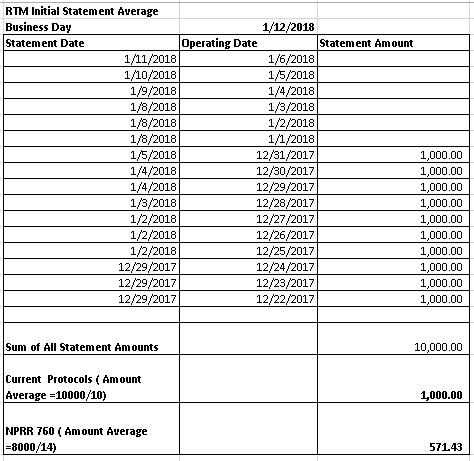 RTM Initial Statement Average
Business Day 1/12/2018
Statement Date Operating Date Statement Amount
1/11/2018 1/6/2018
1/10/2018 1/5/2018
1/9/2018 1/4/2018
1/8/2018 1/3/2018
1/8/2018 1/2/2018
1/8/2018 1/1/2018
1/5/2018 12/31/2017 1,000.00
1/4/2018 12/30/2017 1,000.00
1/4/2018 12/29/2017 1,000.00
1/3/2018 12/28/2017 1,000.00
1/2/2018 12/27/2017 1,000.00
1/2/2018 12/26/2017 1,000.00
1/2/2018 12/25/2017 1,000.00
12/29/2017 12/24/2017 1,000.00
12/29/2017 12/23/2017 1,000.00
12/29/2017 12/22/2017 1,000.00
Sum of All Statement Amounts 10,000.00
Current Protocols ( Amount
Average =10000/10) 1,000.00
NPRR 760 ( Amount Average
=8000/14) 571.43